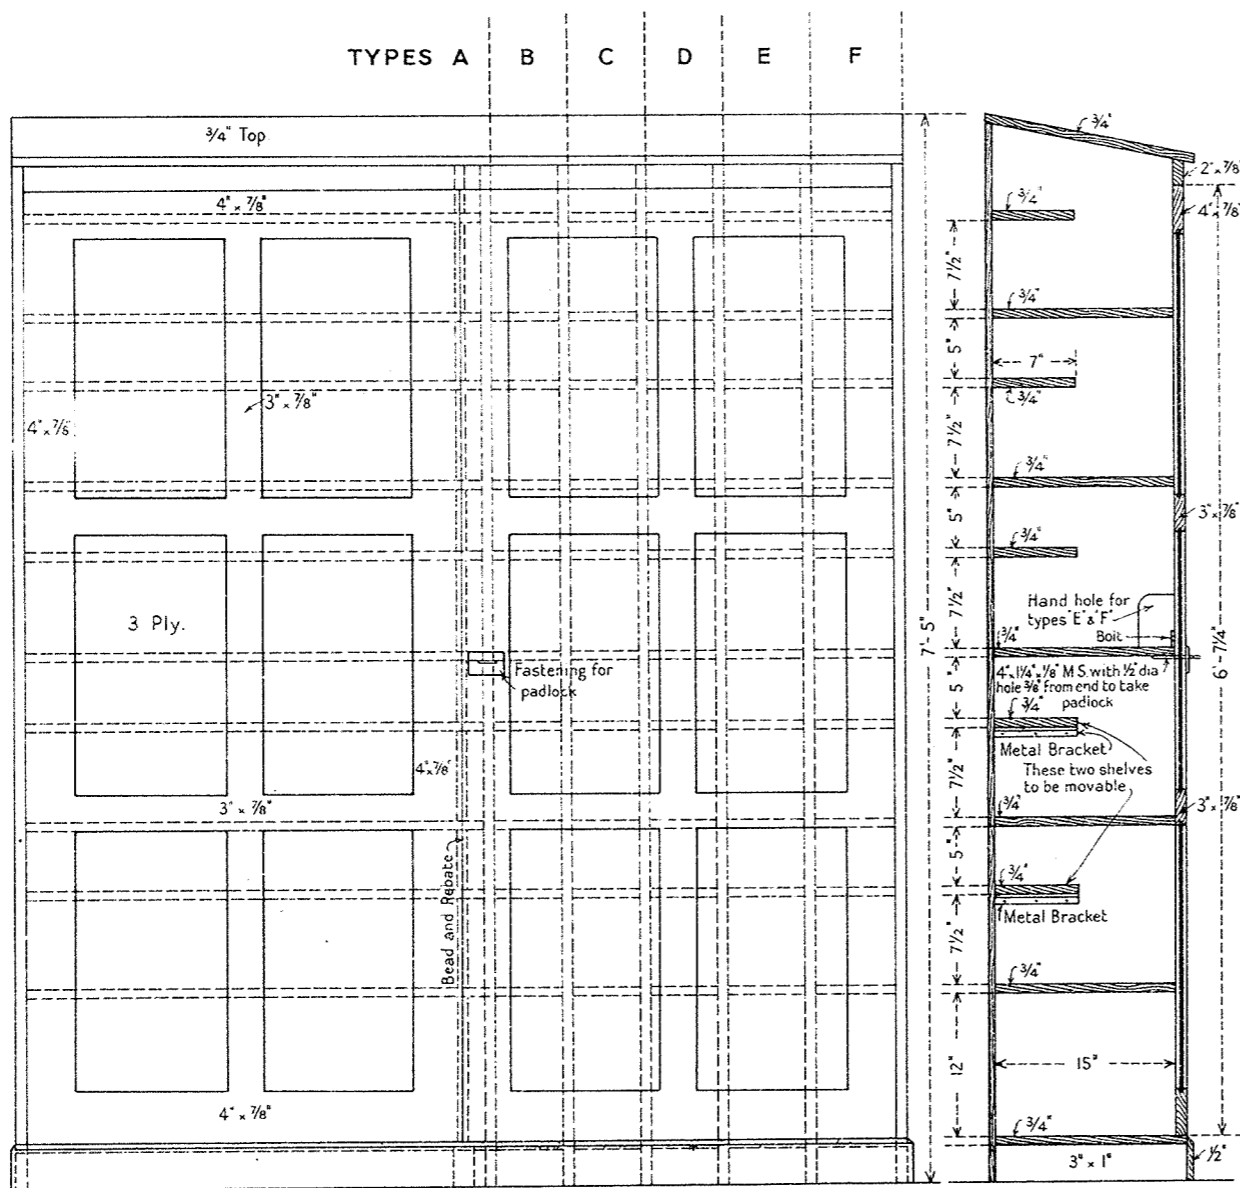 TYPES A B C D E F
3/4" Top
4" × 7/8"
3" × 7/8"
4" × 7/8"
3 Ply.
Fastening for
padlock
4" × 7/8"
3" × 7/8"
Bead and Rebate
4" × 7/8"
7'- 5"
3/4"
2" × 7/8"
3/4"
4" × 7/8"
7 1/2"
3/4"
5"
7"
3/4"
7 1/2"
3/4"
5"
3" × 7/8"
3/4"
7 1/2"
Hand hole for
types "E" & "F"
Bolt
3/4"
6'- 7 1/4"
4" × 1 1/4" × 1/8" M S. with 1/2" dia
hole 3/8" from end to take
padlock
5"
3/4"
Metal Bracket
These two shelves
to be movable
7 1/2"
3/4"
3" × 7/8"
5"
3/4"
Metal Bracket
7 1/2"
3/4"
12"
15"
3/4"
3" × 1"
1/2"